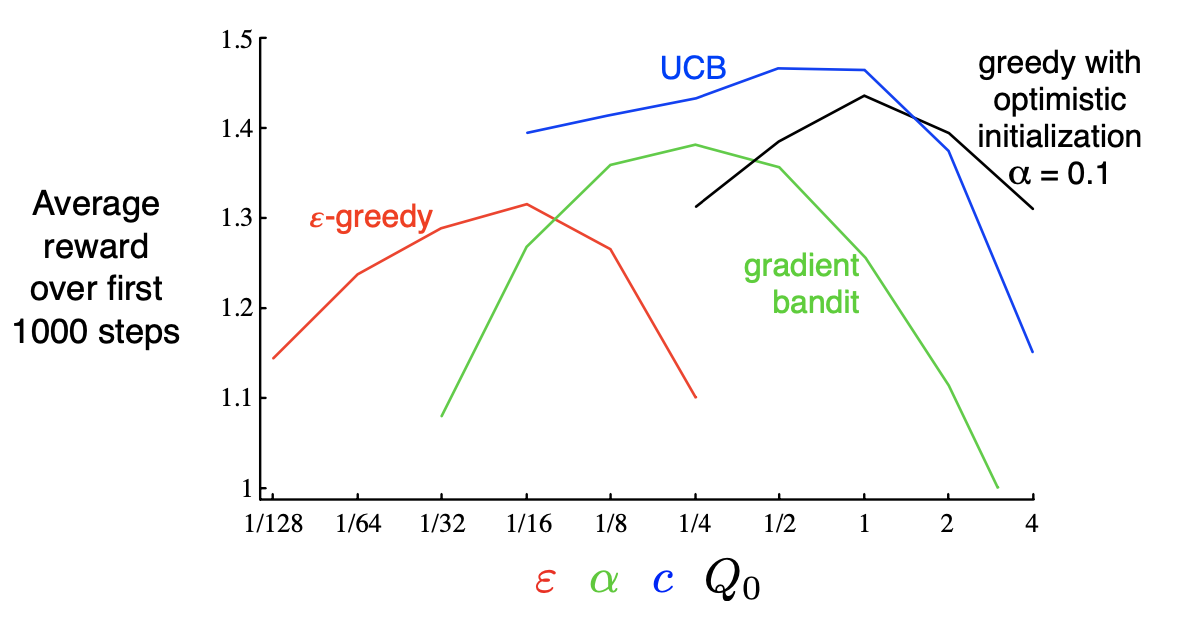 Average
reward
over first
1000 steps
1.5
1.4
1.3
1.2
1.1
1
ε-greedy
UCB
gradient
bandit
greedy with
optimistic
initialization
α = 0.1
1/128 1/64 1/32 1/16 1/8 1/4 1/2 1 2 4
ε α c Q₀